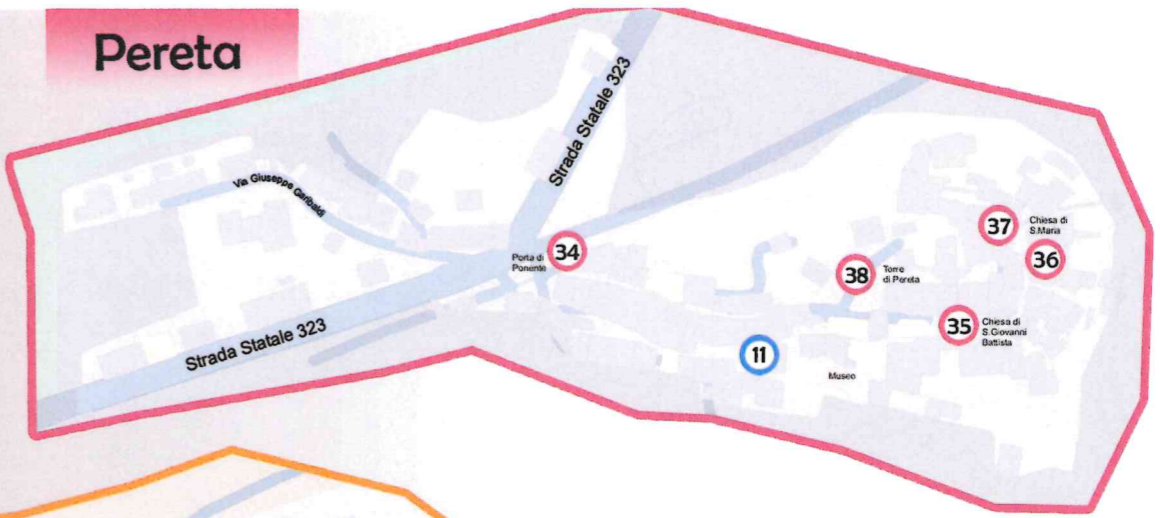 Pereta
Strada Statale 323
Via Giuseppe Garibaldi
Porta di
Ponente
34
Strada Statale 323
37
Chiesa di
S.Maria
36
38
Torre
di Pereta
35
Chiesa di
S.Giovanni
Battista
11
Museo